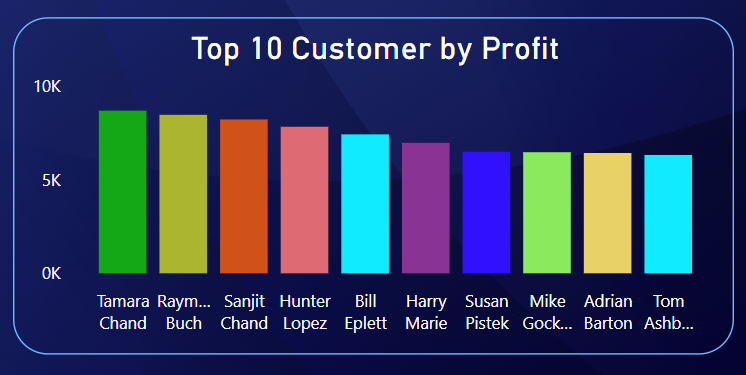 Top 10 Customer by Profit
10K
5K
0K
Tamara Chand
Raym... Buch
Sanjit Chand
Hunter Lopez
Bill Eplett
Harry Marie
Susan Pistek
Mike Gock...
Adrian Barton
Tom Ashb...